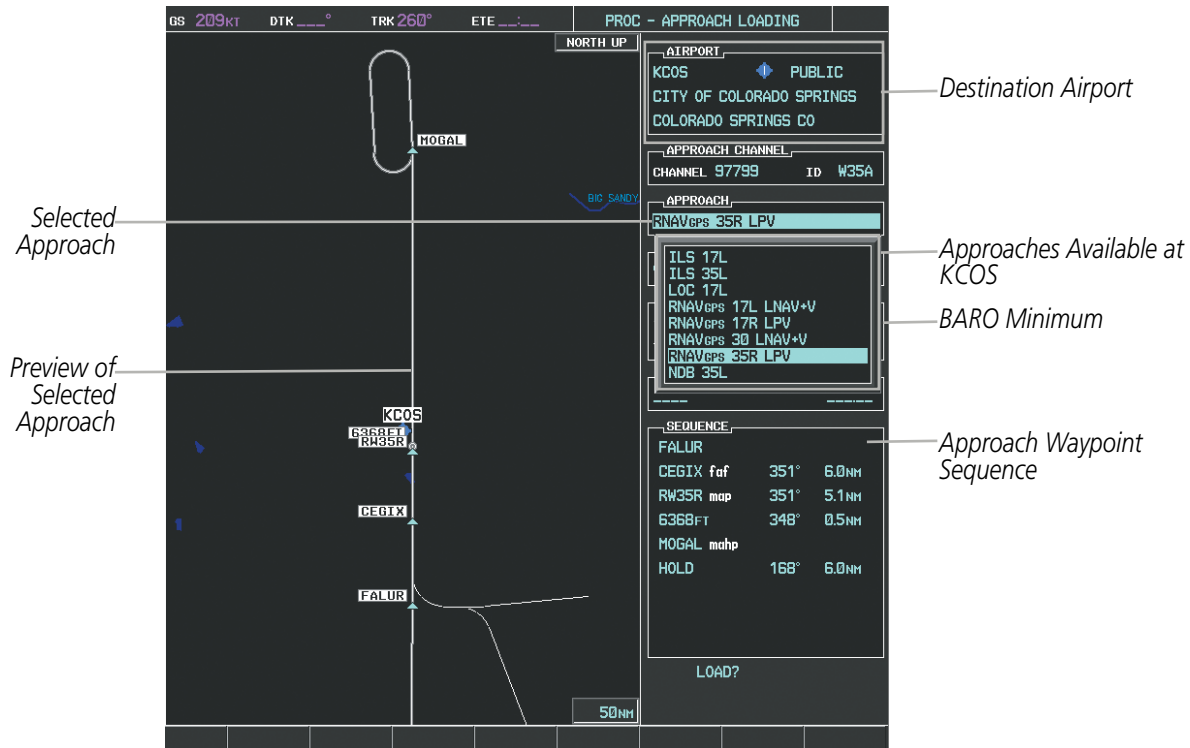 GS 209KT DTK ___° TRK 260° ETE __:__ PROC - APPROACH LOADING
NORTH UP
MOGAL
BIG SANDY
KCOS
6368FT
RW35R
CEGIX
FALUR
50NM
AIRPORT
KCOS PUBLIC
CITY OF COLORADO SPRINGS
COLORADO SPRINGS CO
APPROACH CHANNEL
CHANNEL 97799 ID W35A
APPROACH
RNAVGPS 35R LPV
ILS 17L
ILS 35L
LOC 17L
RNAVGPS 17L LNAV+V
RNAVGPS 17R LPV
RNAVGPS 30 LNAV+V
RNAVGPS 35R LPV
NDB 35L
____ ___.__
SEQUENCE
FALUR
CEGIX faf 351° 6.0NM
RW35R map 351° 5.1NM
6368FT 348° 0.5NM
MOGAL mahp
HOLD 168° 6.0NM
LOAD?
Selected
Approach
Preview of
Selected
Approach
Destination Airport
Approaches Available at
KCOS
BARO Minimum
Approach Waypoint
Sequence